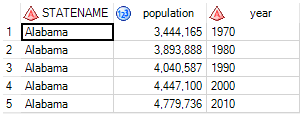 STATENAME population year
1 Alabama 3,444,165 1970
2 Alabama 3,893,888 1980
3 Alabama 4,040,587 1990
4 Alabama 4,447,100 2000
5 Alabama 4,779,736 2010